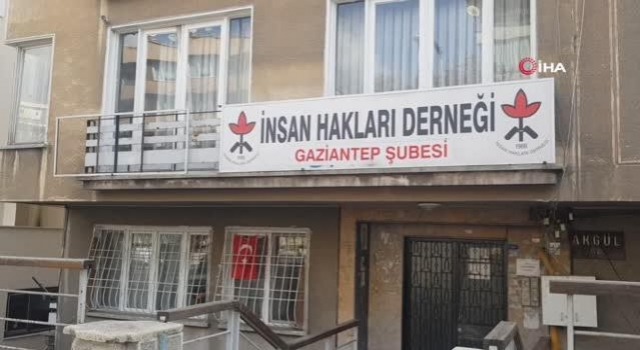 İHA
İNSAN HAKLARI DERNEĞİ
GAZİANTEP ŞUBESİ
AKGÜL